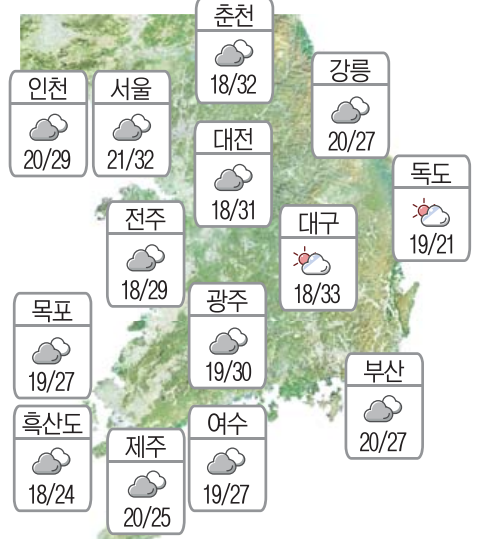 춘천
18/32
강릉
20/27
인천
20/29
서울
21/32
대전
18/31
독도
19/21
전주
18/29
대구
18/33
목포
19/27
광주
19/30
부산
20/27
흑산도
18/24
제주
20/25
여수
19/27